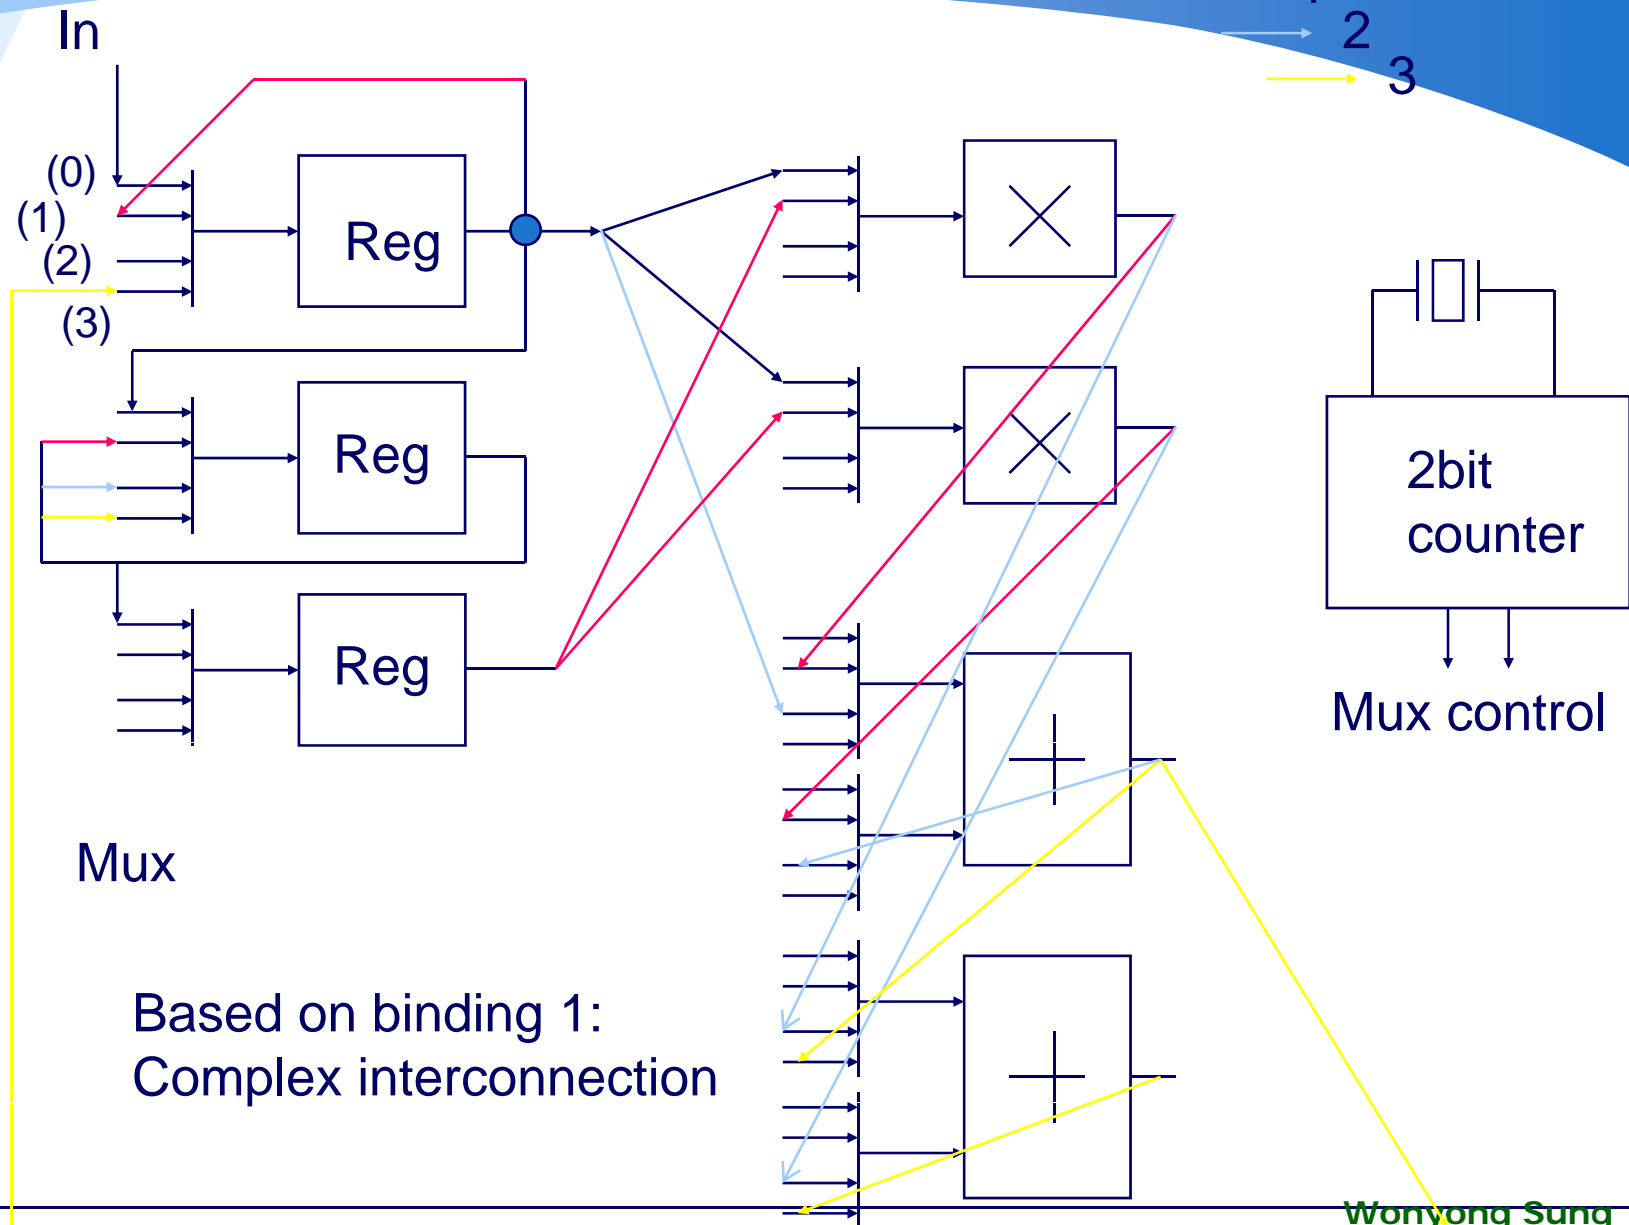 In
2
3
(0)
(1)
(2)
(3)
Reg
Reg
Reg
2bit
counter
Mux control
Mux
Based on binding 1:
Complex interconnection
Wonyong Sung